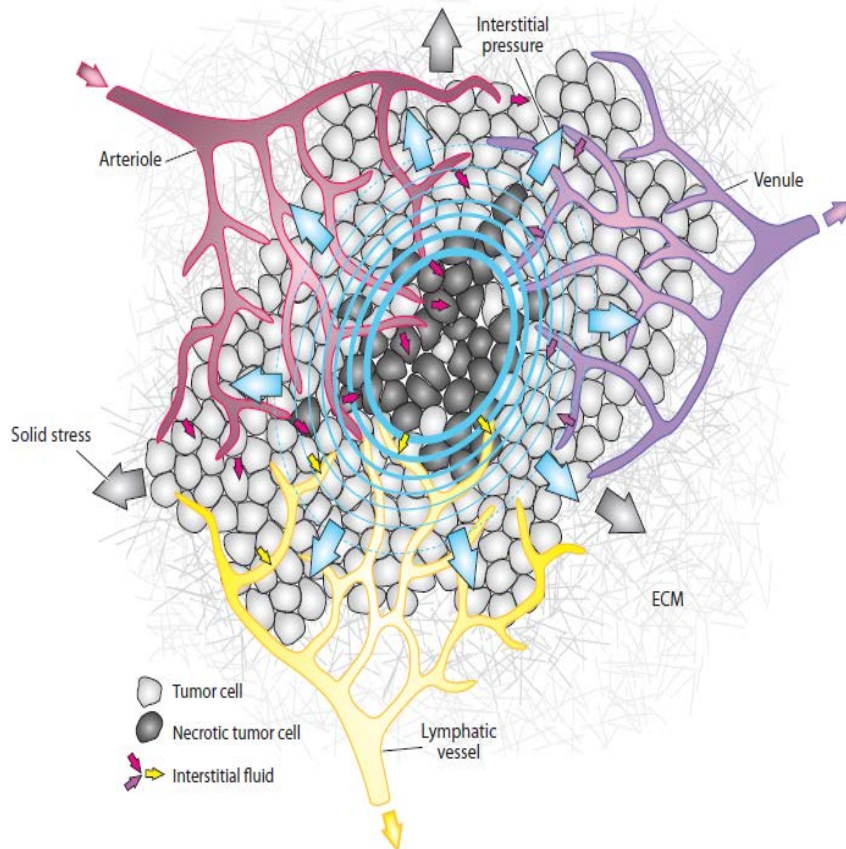 Interstitial
pressure
Arteriole
Venule
Solid stress
ECM
Tumor cell
Necrotic tumor cell
Lymphatic
vessel
Interstitial fluid